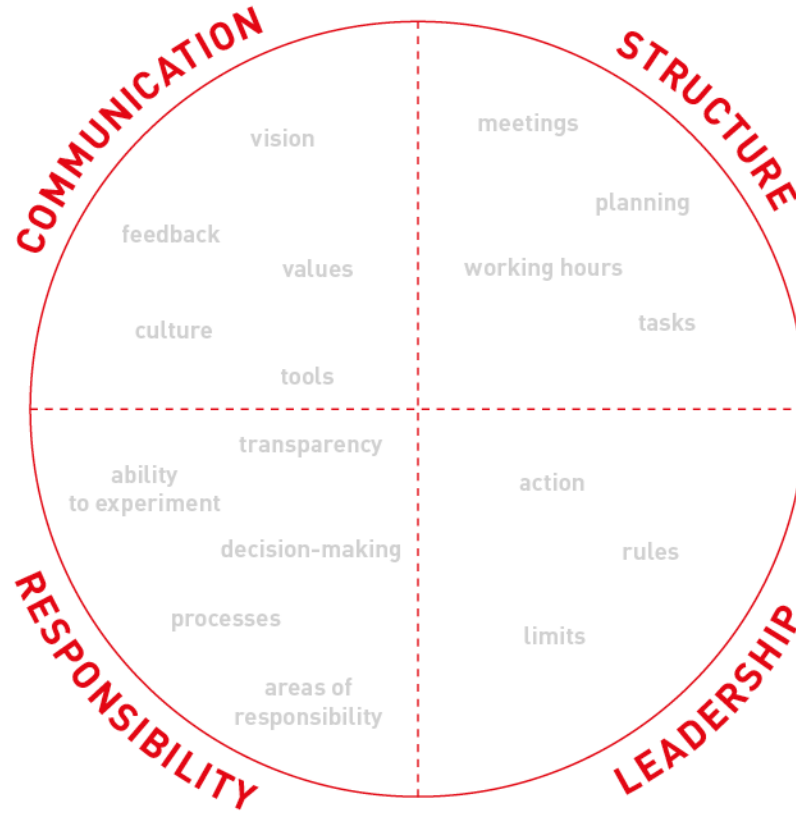 COMMUNICATION
vision
feedback
values
culture
tools
STRUCTURE
meetings
planning
working hours
tasks
RESPONSIBILITY
transparency
ability
to experiment
decision-making
processes
areas of
responsibility
LEADERSHIP
action
rules
limits